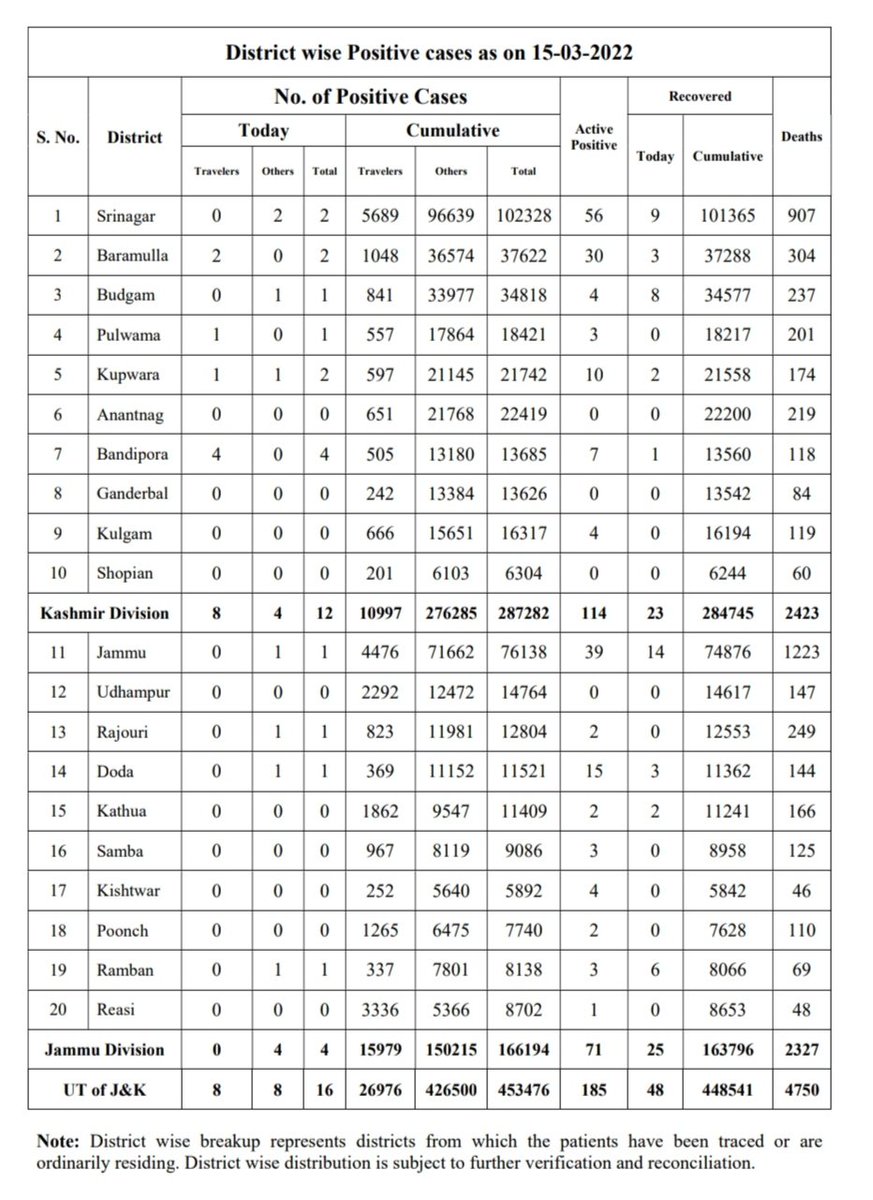 District wise Positive cases as on 15-03-2022
S. No. District No. of Positive Cases Active Positive Recovered Deaths
Today Cumulative Today Cumulative
Travelers Others Total Travelers Others Total
1 Srinagar 0 2 2 5689 96639 102328 56 9 101365 907
2 Baramulla 2 0 2 1048 36574 37622 30 3 37288 304
3 Budgam 0 1 1 841 33977 34818 4 8 34577 237
4 Pulwama 1 0 1 557 17864 18421 3 0 18217 201
5 Kupwara 1 1 2 597 21145 21742 10 2 21558 174
6 Anantnag 0 0 0 651 21768 22419 0 0 22200 219
7 Bandipora 4 0 4 505 13180 13685 7 1 13560 118
8 Ganderbal 0 0 0 242 13384 13626 0 0 13542 84
9 Kulgam 0 0 0 666 15651 16317 4 0 16194 119
10 Shopian 0 0 0 201 6103 6304 0 0 6244 60
Kashmir Division 8 4 12 10997 276285 287282 114 23 284745 2423
11 Jammu 0 1 1 4476 71662 76138 39 14 74876 1223
12 Udhampur 0 0 0 2292 12472 14764 0 0 14617 147
13 Rajouri 0 1 1 823 11981 12804 2 0 12553 249
14 Doda 0 1 1 369 11152 11521 15 3 11362 144
15 Kathua 0 0 0 1862 9547 11409 2 2 11241 166
16 Samba 0 0 0 967 8119 9086 3 0 8958 125
17 Kishtwar 0 0 0 252 5640 5892 4 0 5842 46
18 Poonch 0 0 0 1265 6475 7740 2 0 7628 110
19 Ramban 0 1 1 337 7801 8138 3 6 8066 69
20 Reasi 0 0 0 3336 5366 8702 1 0 8653 48
Jammu Division 0 4 4 15979 150215 166194 71 25 163796 2327
UT of J&K 8 8 16 26976 426500 453476 185 48 448541 4750
Note: District wise breakup represents districts from which the patients have been traced or are
ordinarily residing. District wise distribution is subject to further verification and reconciliation.